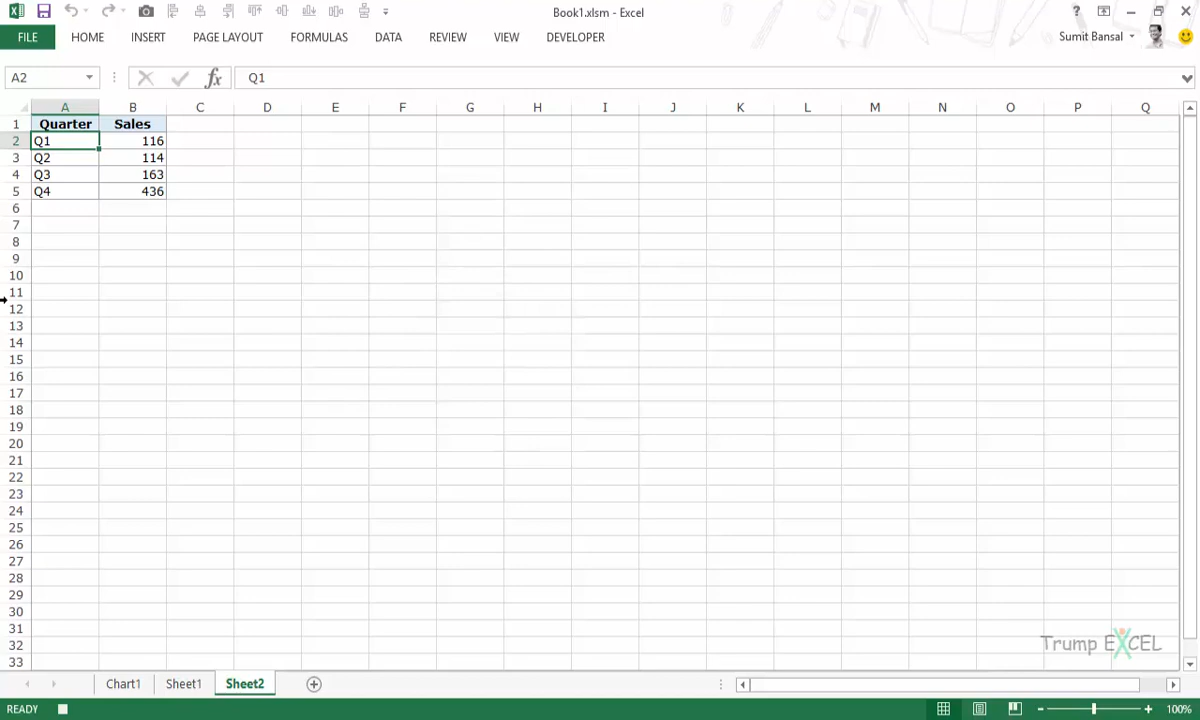 Book1.xlsm - Excel
?
FILE HOME INSERT PAGE LAYOUT FORMULAS DATA REVIEW VIEW DEVELOPER
Sumit Bansal
A2 fx Q1
A B C D E F G H I J K L M N O P Q
1 Quarter Sales
2 Q1 116
3 Q2 114
4 Q3 163
5 Q4 436
6
7
8
9
10
11
12
13
14
15
16
17
18
19
20
21
22
23
24
25
26
27
28
29
30
31
32
33
Trump EXCEL
Chart1 Sheet1 Sheet2
READY 100%